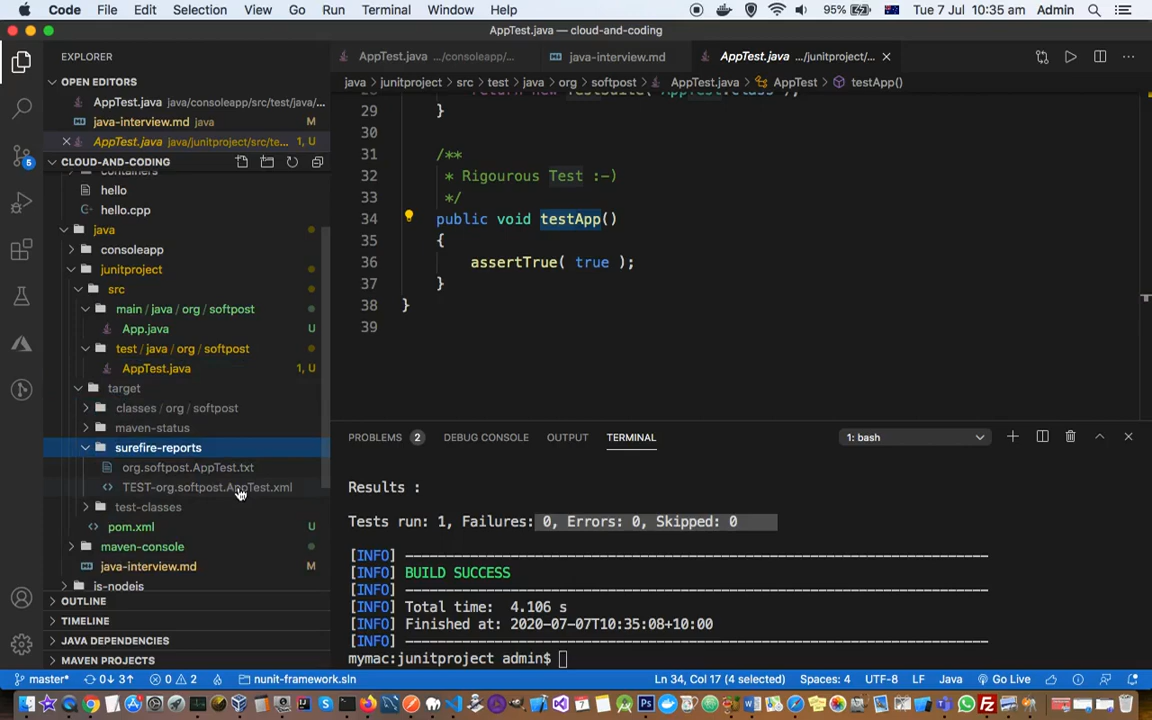 Code File Edit Selection View Go Run Terminal Window Help 95% Tue 7 Jul 10:35 am Admin
AppTest.java — cloud-and-coding
EXPLORER
AppTest.java .../consoleapp/...
java-interview.md
AppTest.java .../junitproject/...
OPEN EDITORS
AppTest.java java/consoleapp/src/test/java/...
java-interview.md java M
AppTest.java java/junitproject/src/te... 1, U
java › junitproject › src › test › java › org › softpost › AppTest.java › AppTest › testApp()
CLOUD-AND-CODING
containers
hello
hello.cpp
java
consoleapp
junitproject
src
main / java / org / softpost
App.java U
test / java / org / softpost
AppTest.java 1, U
target
classes / org / softpost
maven-status
surefire-reports
org.softpost.AppTest.txt
TEST-org.softpost.AppTest.xml
test-classes
pom.xml U
maven-console
java-interview.md M
js-nodejs
OUTLINE
TIMELINE
JAVA DEPENDENCIES
MAVEN PROJECTS
5
return new TestSuite( AppTest.class );
29 }
30
31 /**
32 * Rigourous Test :-)
33 */
34 public void testApp()
35 {
36 assertTrue( true );
37 }
38 }
39
PROBLEMS 2 DEBUG CONSOLE OUTPUT TERMINAL 1: bash
Results :
Tests run: 1, Failures: 0, Errors: 0, Skipped: 0
[INFO] ------------------------------------------------------------------------
[INFO] BUILD SUCCESS
[INFO] ------------------------------------------------------------------------
[INFO] Total time: 4.106 s
[INFO] Finished at: 2020-07-07T10:35:08+10:00
[INFO] ------------------------------------------------------------------------
mymac:junitproject admin$
master* 0↓ 3↑ 0 2 nunit-framework.sln Ln 34, Col 17 (4 selected) Spaces: 4 UTF-8 LF Java Go Live